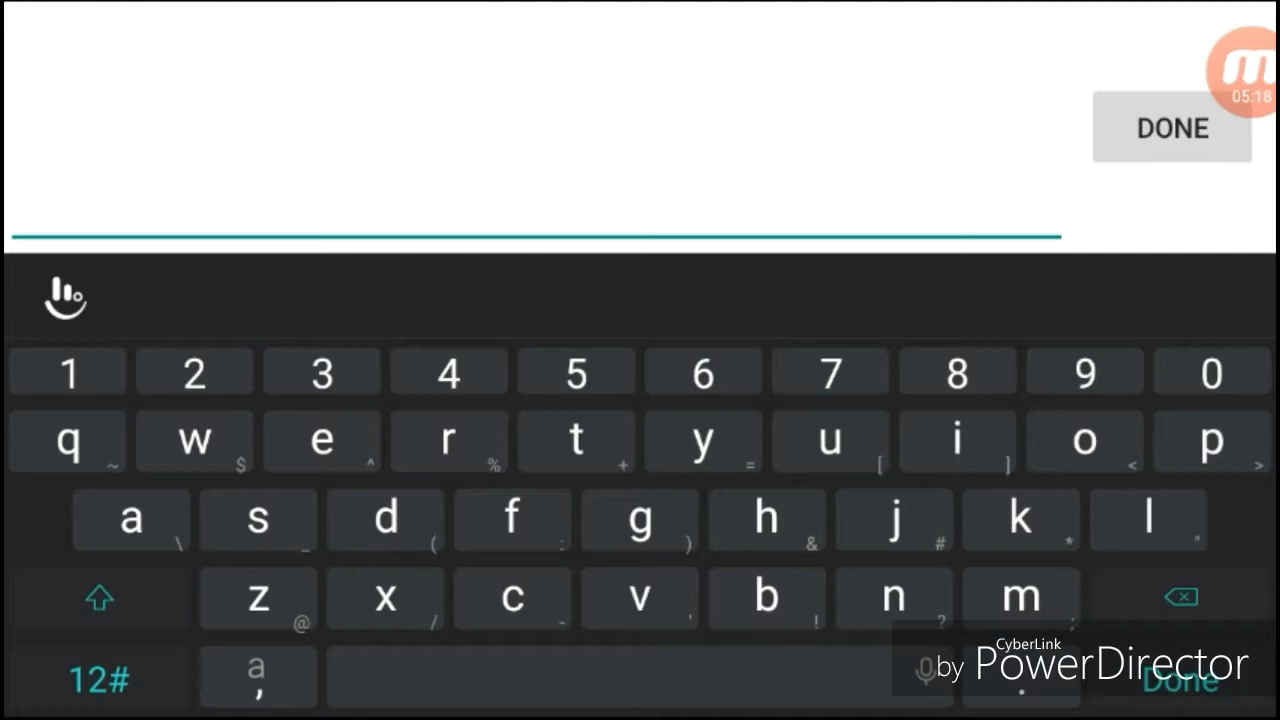 m
05:18
DONE
1 2 3 4 5 6 7 8 9 0
q w e r t y u i o p
~ $ ^ % + = [ ] < >
a s d f g h j k l
\ _ ( : ) & # * "
z x c v b n m
@ / - ' ! ? ;
CyberLink
by PowerDirector
12# a , . Done